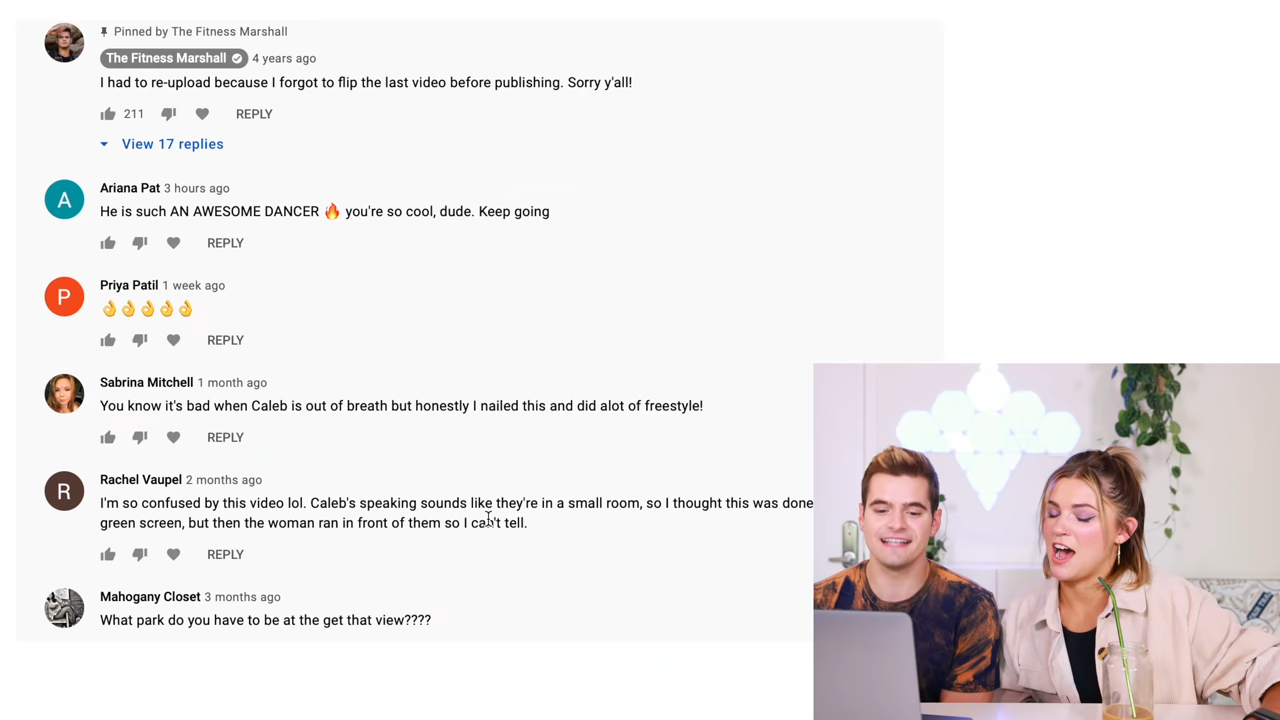 Pinned by The Fitness Marshall
The Fitness Marshall 4 years ago
I had to re-upload because I forgot to flip the last video before publishing. Sorry y'all!
211 REPLY
View 17 replies
A Ariana Pat 3 hours ago
He is such AN AWESOME DANCER 🔥 you're so cool, dude. Keep going
REPLY
P Priya Patil 1 week ago
👌👌👌👌👌
REPLY
Sabrina Mitchell 1 month ago
You know it's bad when Caleb is out of breath but honestly I nailed this and did alot of freestyle!
REPLY
R Rachel Vaupel 2 months ago
I'm so confused by this video lol. Caleb's speaking sounds like they're in a small room, so I thought this was done
green screen, but then the woman ran in front of them so I can't tell.
REPLY
Mahogany Closet 3 months ago
What park do you have to be at the get that view????